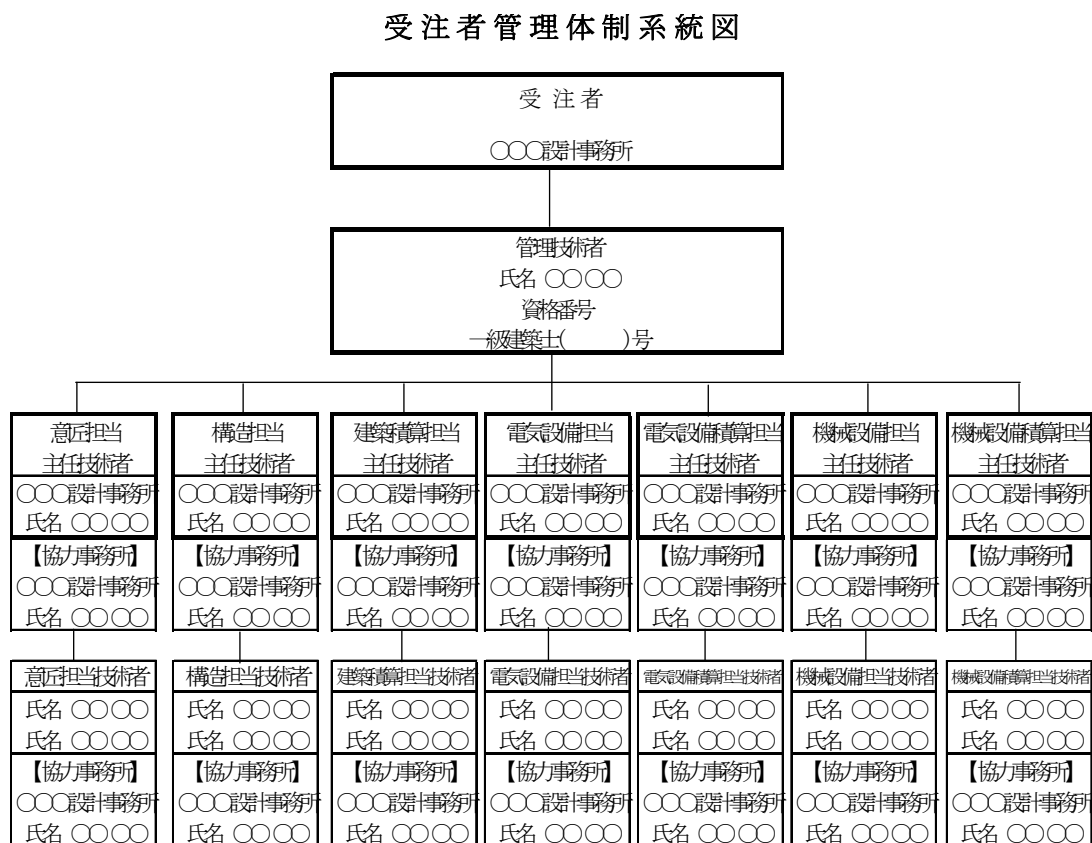 受注者管理体制系統図
受注者
○○○設計事務所
管理技術者
氏名 ○○○○
資格番号
一級建築士(　　　)号
意匠担当
主任技術者
○○○設計事務所
氏名 ○○○○
【協力事務所】
○○○設計事務所
氏名 ○○○○
構造担当
主任技術者
○○○設計事務所
氏名 ○○○○
【協力事務所】
○○○設計事務所
氏名 ○○○○
建築積算担当
主任技術者
○○○設計事務所
氏名 ○○○○
【協力事務所】
○○○設計事務所
氏名 ○○○○
電気設備担当
主任技術者
○○○設計事務所
氏名 ○○○○
【協力事務所】
○○○設計事務所
氏名 ○○○○
電気設備積算担当
主任技術者
○○○設計事務所
氏名 ○○○○
【協力事務所】
○○○設計事務所
氏名 ○○○○
機械設備担当
主任技術者
○○○設計事務所
氏名 ○○○○
【協力事務所】
○○○設計事務所
氏名 ○○○○
機械設備積算担当
主任技術者
○○○設計事務所
氏名 ○○○○
【協力事務所】
○○○設計事務所
氏名 ○○○○
意匠担当技術者
氏名 ○○○○
氏名 ○○○○
【協力事務所】
○○○設計事務所
氏名 ○○○○
構造担当技術者
氏名 ○○○○
氏名 ○○○○
【協力事務所】
○○○設計事務所
氏名 ○○○○
建築積算担当技術者
氏名 ○○○○
氏名 ○○○○
【協力事務所】
○○○設計事務所
氏名 ○○○○
電気設備担当技術者
氏名 ○○○○
氏名 ○○○○
【協力事務所】
○○○設計事務所
氏名 ○○○○
電気設備積算担当技術者
氏名 ○○○○
氏名 ○○○○
【協力事務所】
○○○設計事務所
氏名 ○○○○
機械設備担当技術者
氏名 ○○○○
氏名 ○○○○
【協力事務所】
○○○設計事務所
氏名 ○○○○
機械設備積算担当技術者
氏名 ○○○○
氏名 ○○○○
【協力事務所】
○○○設計事務所
氏名 ○○○○